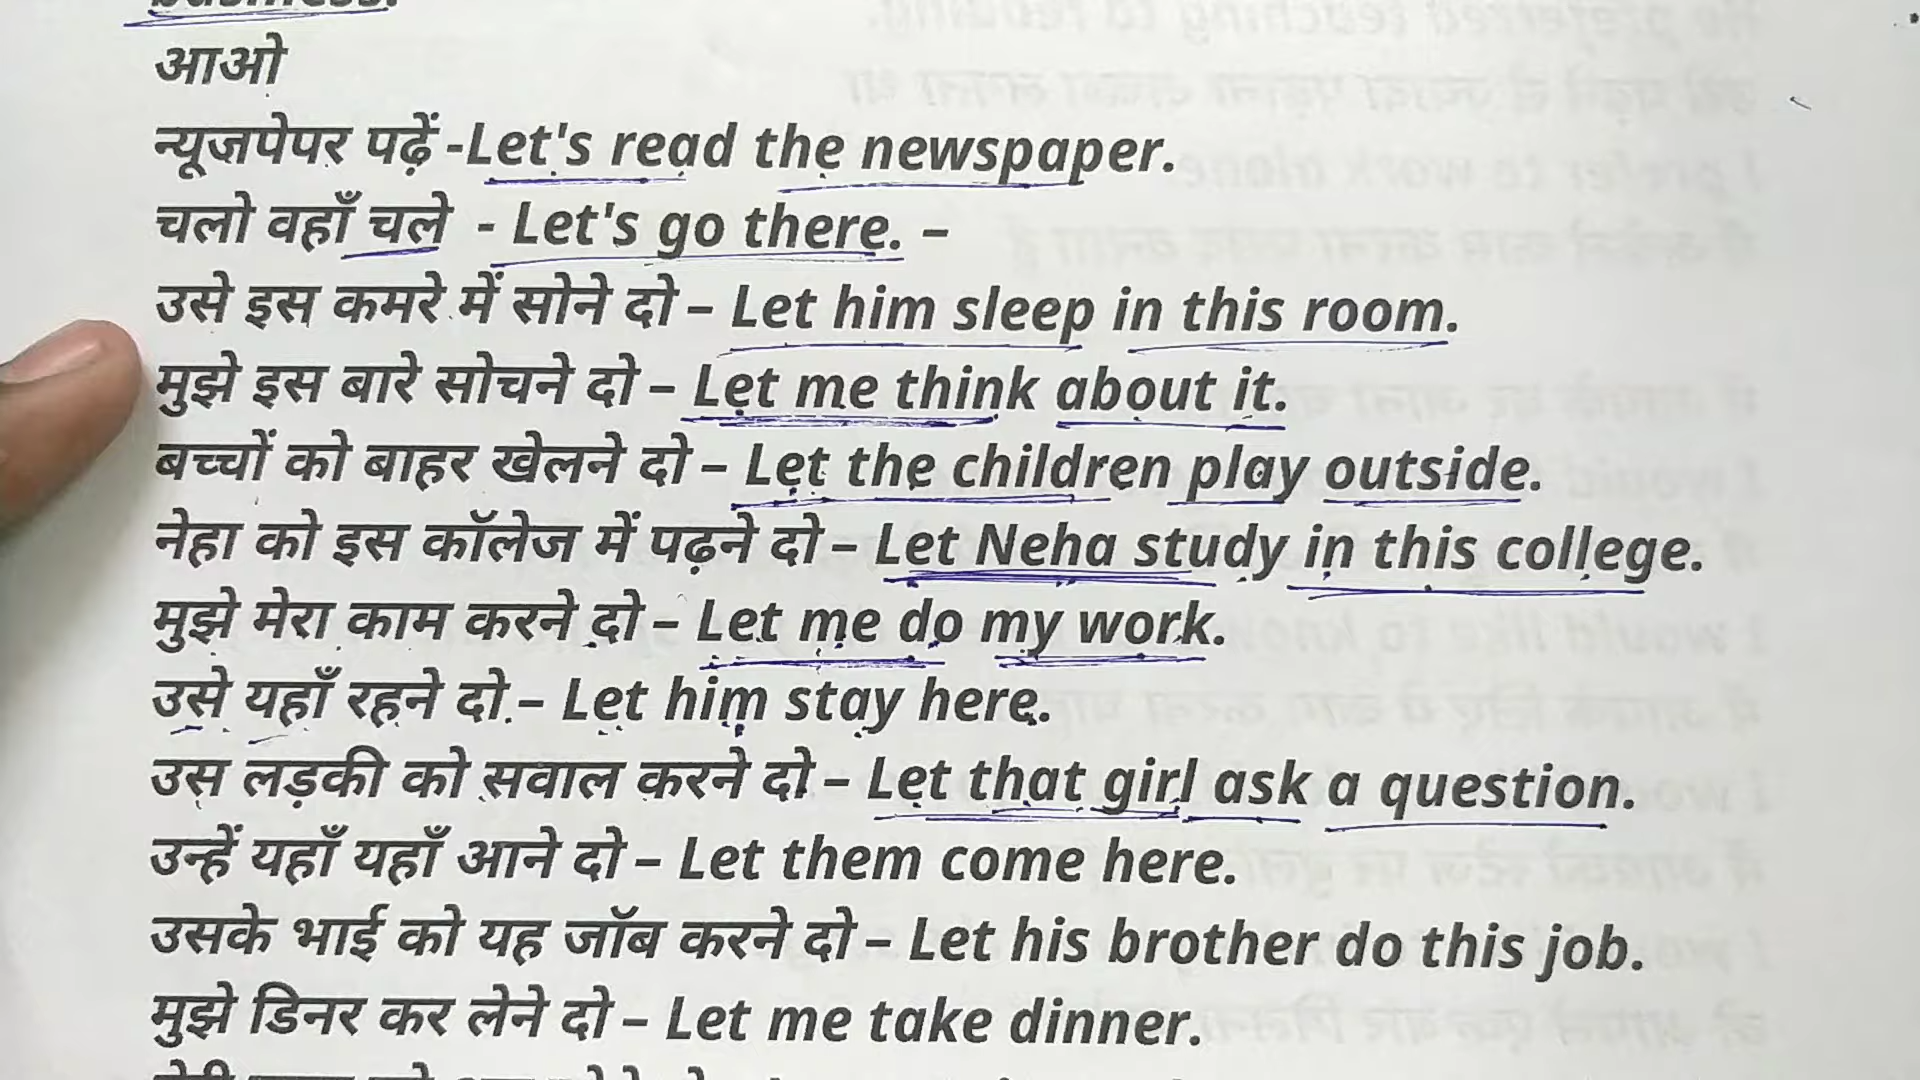 business.
आओ
न्यूजपेपर पढ़ें -Let's read the newspaper.
चलो वहाँ चले - Let's go there. –
उसे इस कमरे में सोने दो – Let him sleep in this room.
मुझे इस बारे सोचने दो – Let me think about it.
बच्चों को बाहर खेलने दो – Let the children play outside.
नेहा को इस कॉलेज में पढ़ने दो – Let Neha study in this college.
मुझे मेरा काम करने दो – Let me do my work.
उसे यहाँ रहने दो – Let him stay here.
उस लड़की को सवाल करने दो – Let that girl ask a question.
उन्हें यहाँ यहाँ आने दो – Let them come here.
उसके भाई को यह जॉब करने दो – Let his brother do this job.
मुझे डिनर कर लेने दो – Let me take dinner.